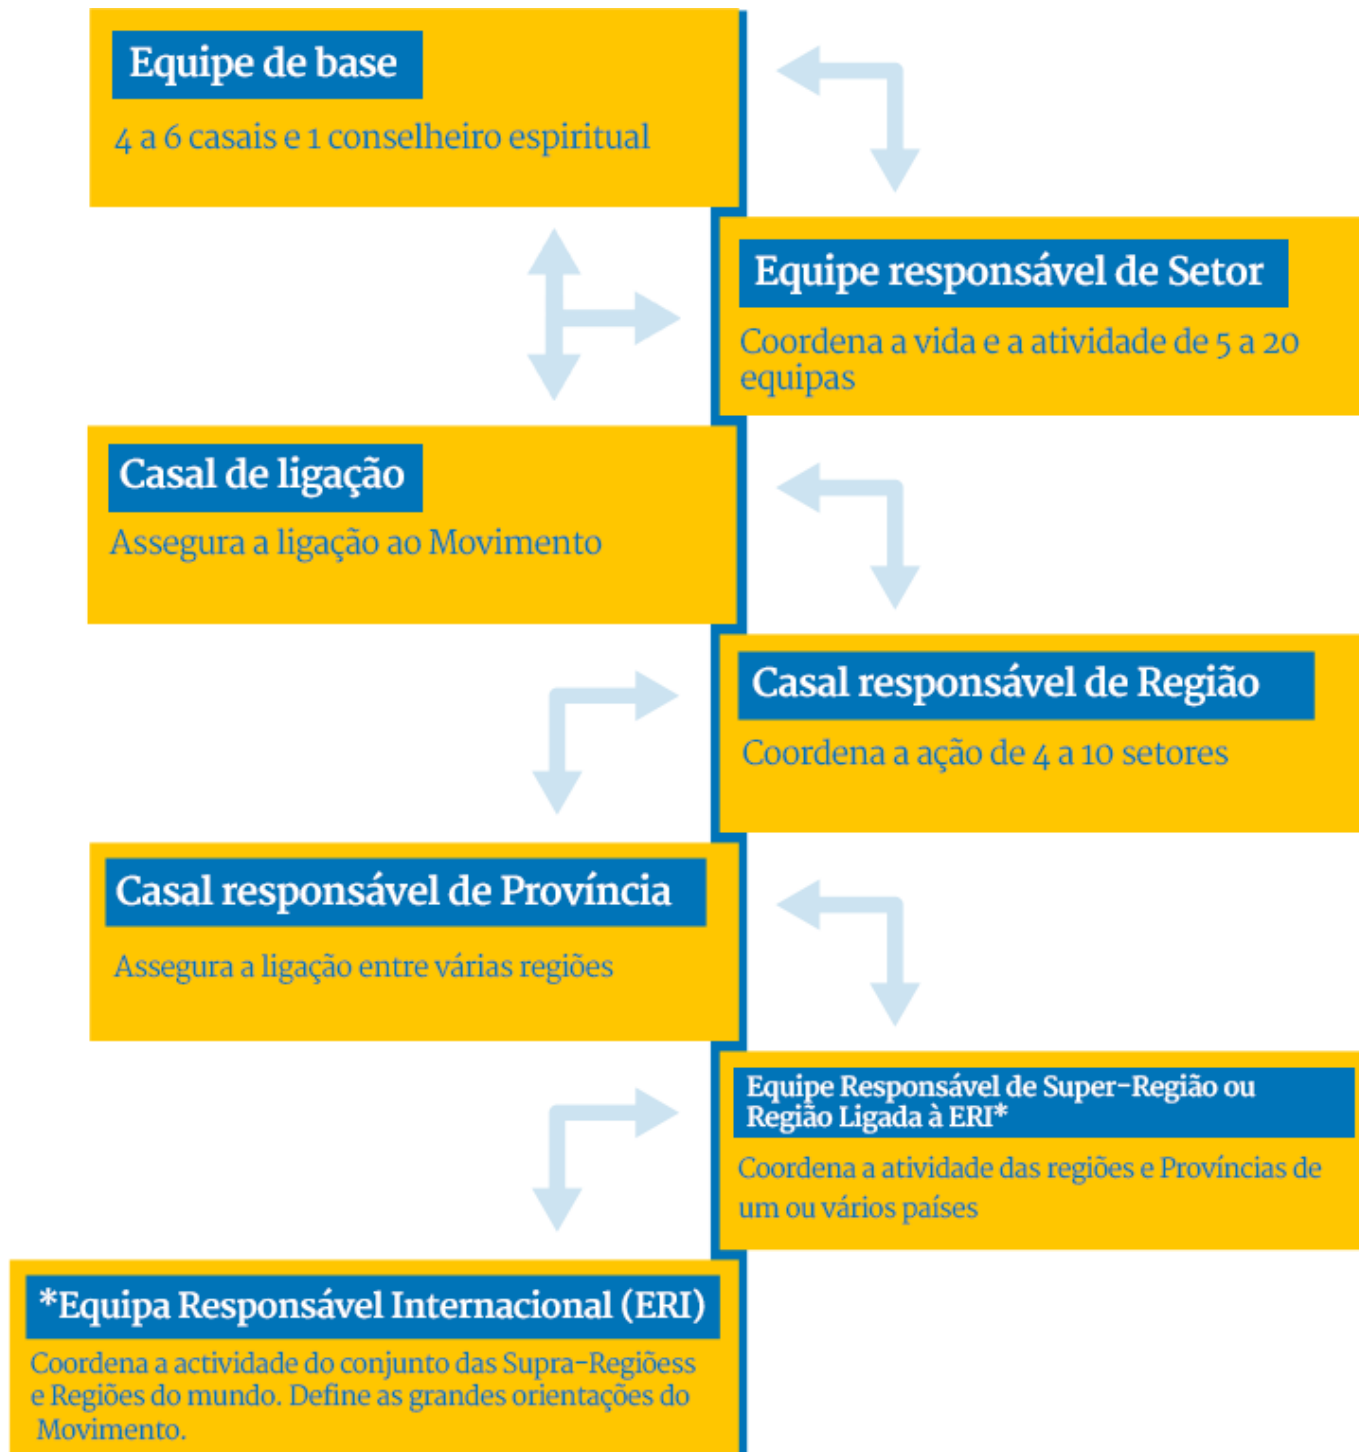 Equipe de base
4 a 6 casais e 1 conselheiro espiritual
Equipe responsável de Setor
Coordena a vida e a atividade de 5 a 20
equipas
Casal de ligação
Assegura a ligação ao Movimento
Casal responsável de Região
Coordena a ação de 4 a 10 setores
Casal responsável de Província
Assegura a ligação entre várias regiões
Equipe Responsável de Super-Região ou
Região Ligada à ERI*
Coordena a atividade das regiões e Províncias de
um ou vários países
*Equipa Responsável Internacional (ERI)
Coordena a actividade do conjunto das Supra-Regiõess
e Regiões do mundo. Define as grandes orientações do
Movimento.